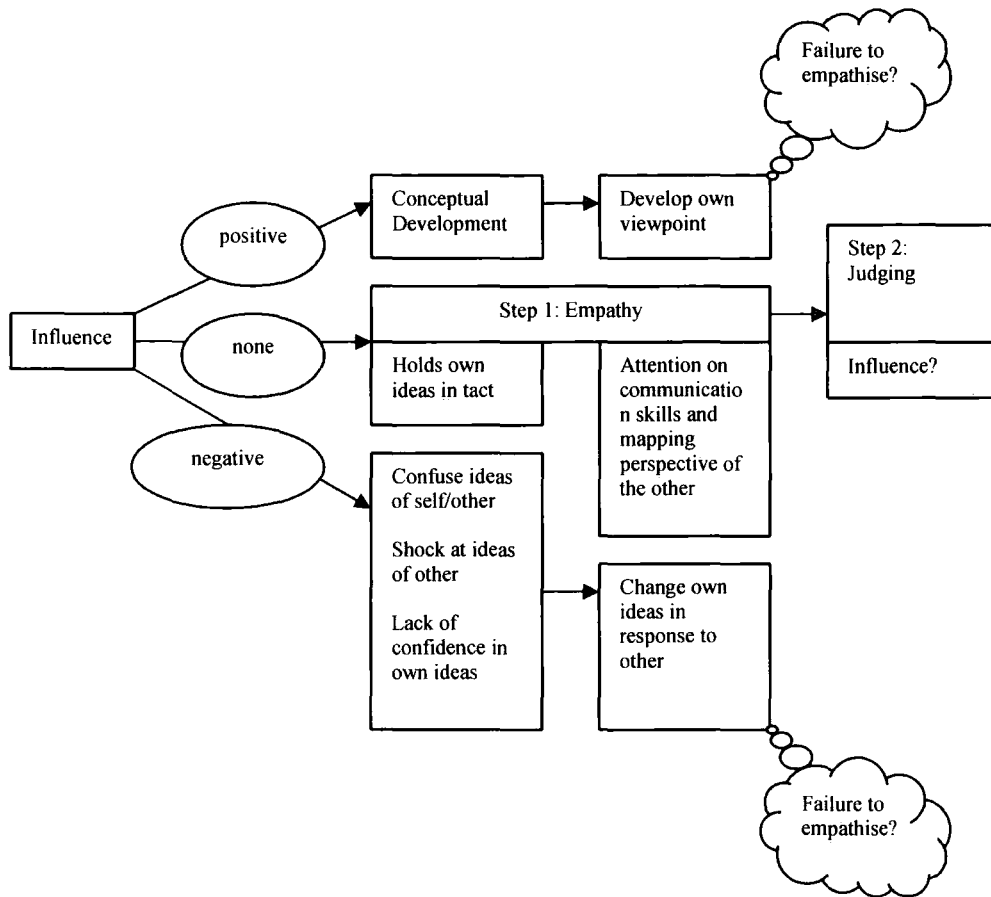 Failure to
empathise?
Conceptual
Development
Develop own
viewpoint
positive
Step 2:
Judging
Influence
none
Step 1: Empathy
Holds own
ideas in tact
Attention on
communicatio
n skills and
mapping
perspective of
the other
Influence?
negative
Confuse ideas
of self/other
Shock at ideas
of other
Lack of
confidence in
own ideas
Change own
ideas in
response to
other
Failure to
empathise?